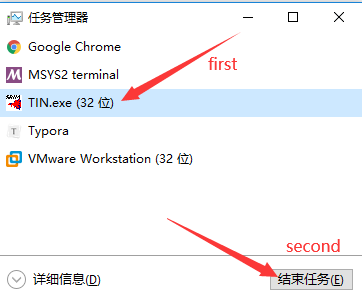 任务管理器
Google Chrome
first
MSYS2 terminal
TIN.exe (32 位)
Typora
VMware Workstation (32 位)
second
详细信息(D)
结束任务(E)